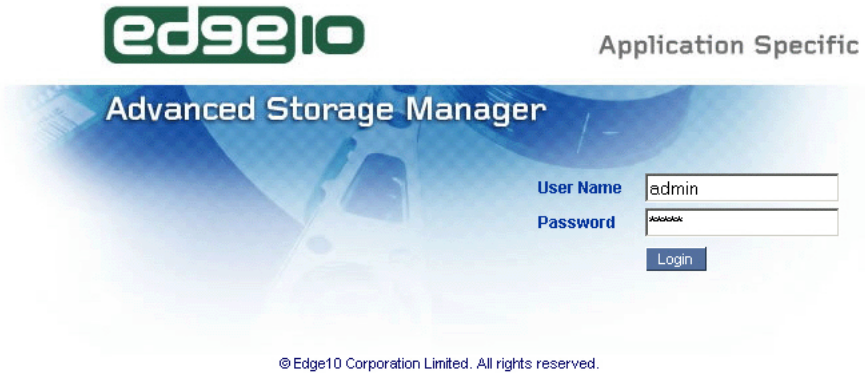 edge10
Application Specific
Advanced Storage Manager
User Name admin
Password *****
Login
© Edge10 Corporation Limited. All rights reserved.